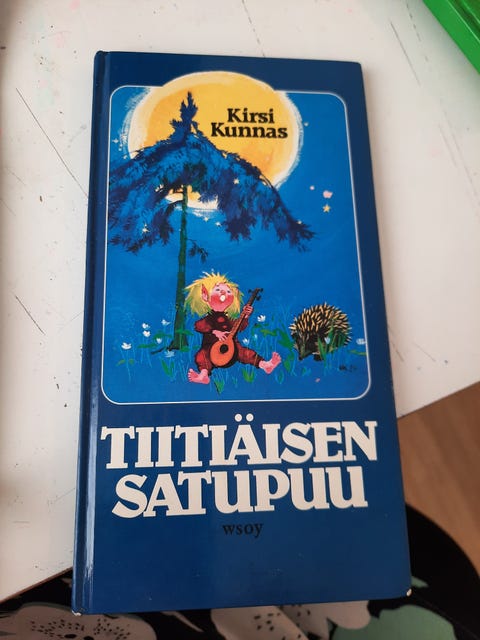 Kirsi
Kunnas
TIITIÄISEN
SATUPUU
wsoy